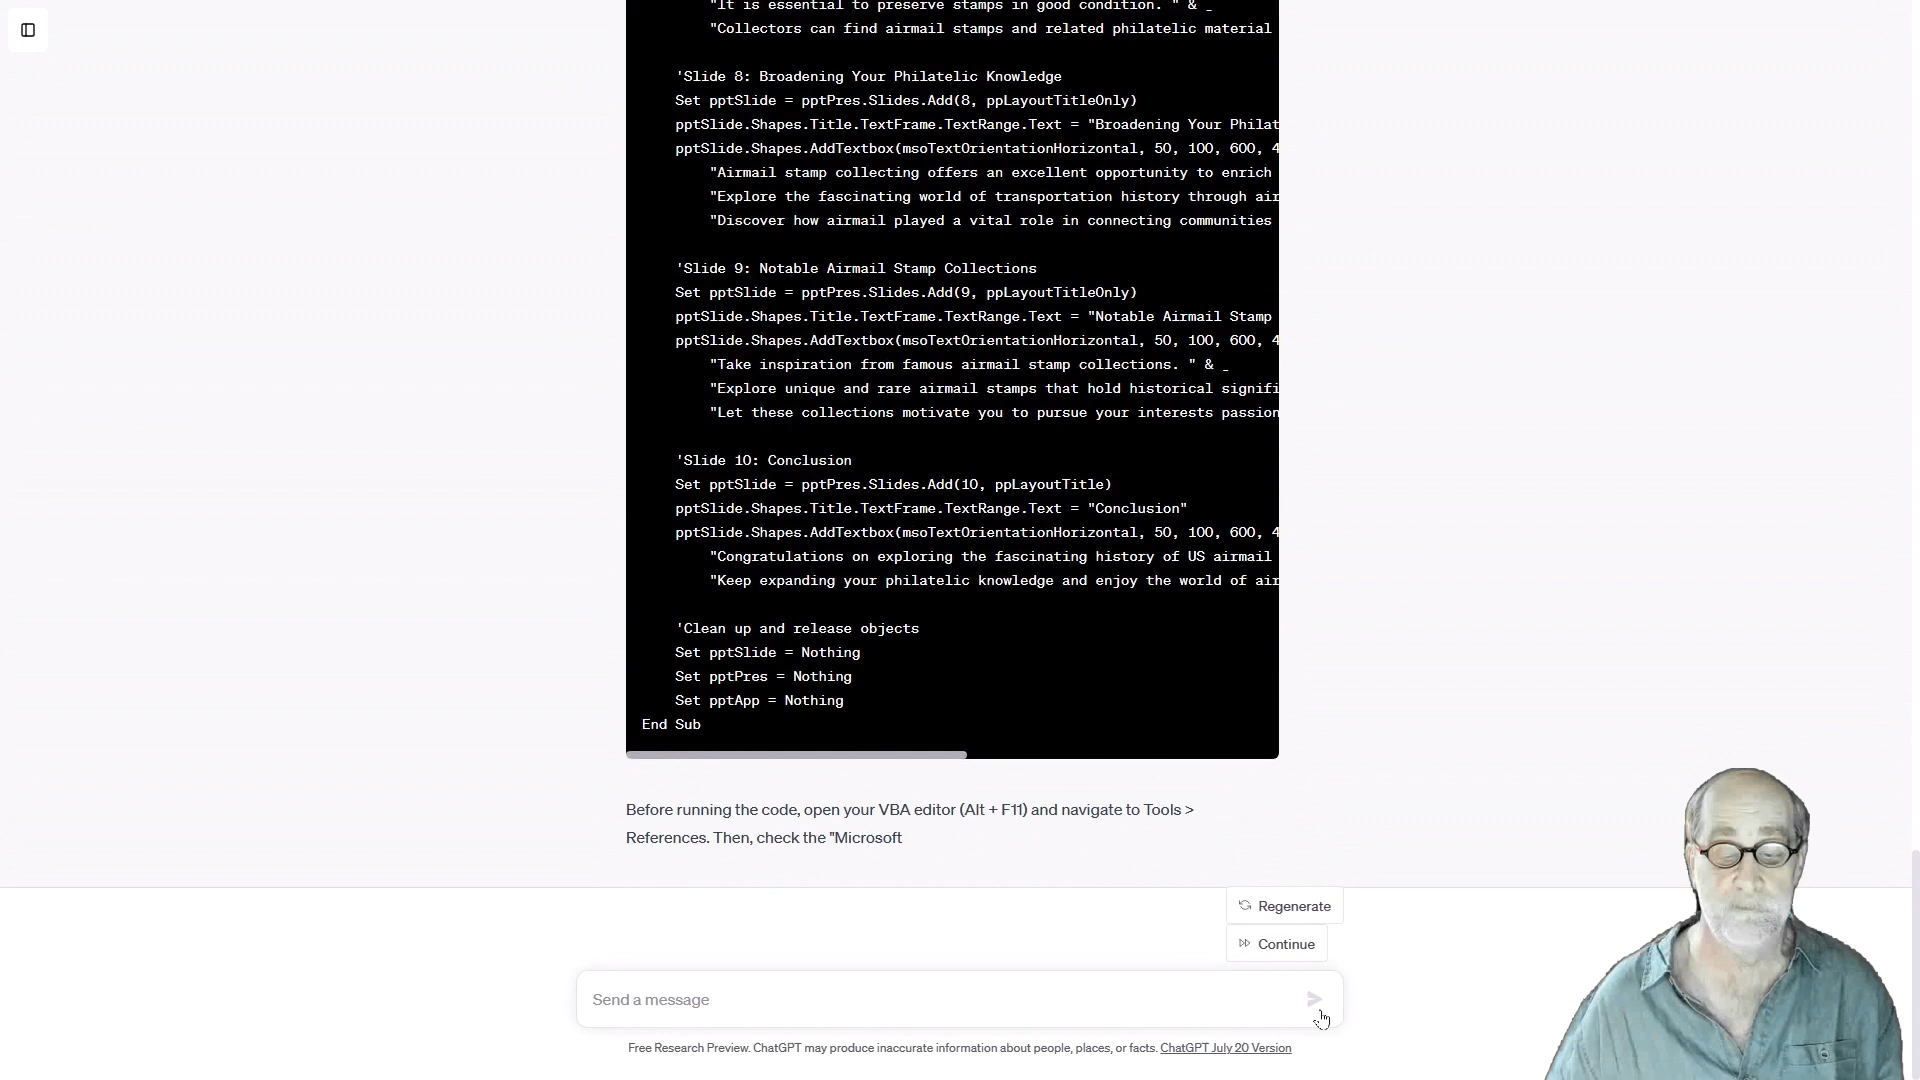 "It is essential to preserve stamps in good condition. " & _
"Collectors can find airmail stamps and related philatelic material
'Slide 8: Broadening Your Philatelic Knowledge
Set pptSlide = pptPres.Slides.Add(8, ppLayoutTitleOnly)
pptSlide.Shapes.Title.TextFrame.TextRange.Text = "Broadening Your Philat
pptSlide.Shapes.AddTextbox(msoTextOrientationHorizontal, 50, 100, 600, 4
"Airmail stamp collecting offers an excellent opportunity to enrich
"Explore the fascinating world of transportation history through air
"Discover how airmail played a vital role in connecting communities
'Slide 9: Notable Airmail Stamp Collections
Set pptSlide = pptPres.Slides.Add(9, ppLayoutTitleOnly)
pptSlide.Shapes.Title.TextFrame.TextRange.Text = "Notable Airmail Stamp
pptSlide.Shapes.AddTextbox(msoTextOrientationHorizontal, 50, 100, 600, 4
"Take inspiration from famous airmail stamp collections. " & _
"Explore unique and rare airmail stamps that hold historical signifi
"Let these collections motivate you to pursue your interests passion
'Slide 10: Conclusion
Set pptSlide = pptPres.Slides.Add(10, ppLayoutTitle)
pptSlide.Shapes.Title.TextFrame.TextRange.Text = "Conclusion"
pptSlide.Shapes.AddTextbox(msoTextOrientationHorizontal, 50, 100, 600, 4
"Congratulations on exploring the fascinating history of US airmail
"Keep expanding your philatelic knowledge and enjoy the world of air
'Clean up and release objects
Set pptSlide = Nothing
Set pptPres = Nothing
Set pptApp = Nothing
End Sub
Before running the code, open your VBA editor (Alt + F11) and navigate to Tools >
References. Then, check the "Microsoft
Regenerate
Continue
Send a message
Free Research Preview. ChatGPT may produce inaccurate information about people, places, or facts. ChatGPT July 20 Version